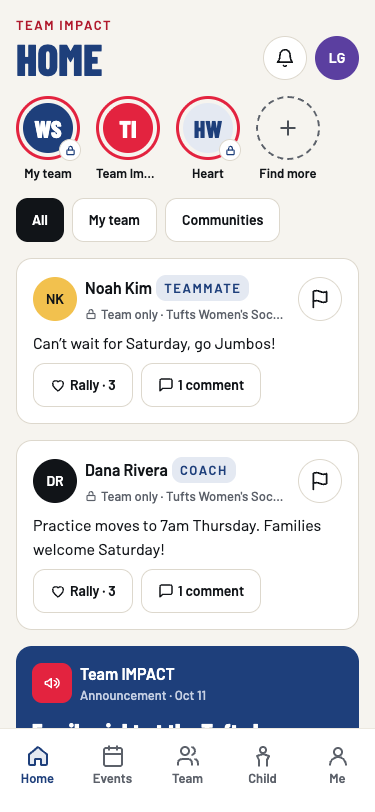 TEAM IMPACT
HOME
LG
WS
TI
HW
My team
Team Im...
Heart
Find more
All
My team
Communities
NK
Noah Kim TEAMMATE
Team only · Tufts Women's Soc...
Can't wait for Saturday, go Jumbos!
Rally · 3
1 comment
DR
Dana Rivera COACH
Team only · Tufts Women's Soc...
Practice moves to 7am Thursday. Families
welcome Saturday!
Rally · 3
1 comment
Team IMPACT
Announcement · Oct 11
Home
Events
Team
Child
Me